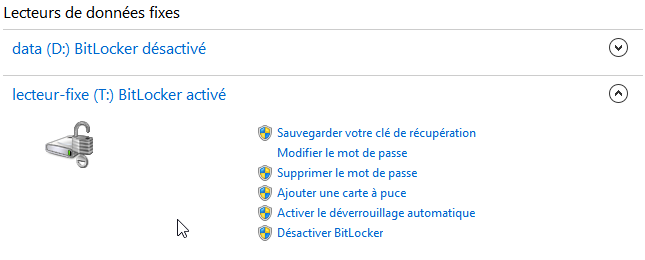 Lecteurs de données fixes
data (D:) BitLocker désactivé
lecteur-fixe (T:) BitLocker activé
Sauvegarder votre clé de récupération
Modifier le mot de passe
Supprimer le mot de passe
Ajouter une carte à puce
Activer le déverrouillage automatique
Désactiver BitLocker